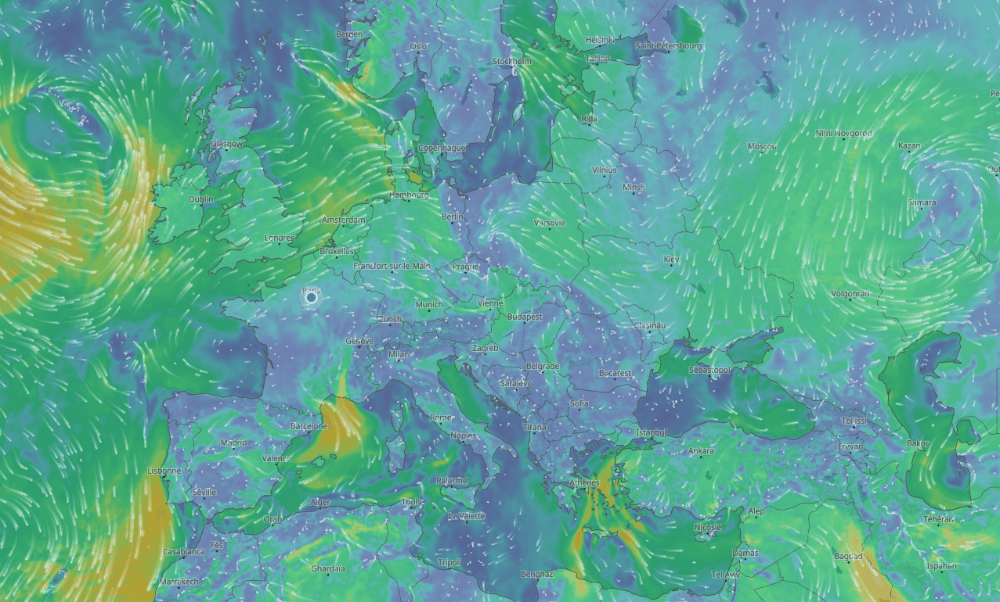 Bergen
Oslo
Helsinki
Saint-Pétersbourg
Stockholm
Tallinn
Riga
Nijni Novgorod
Glasgow
Copenhague
Moscou
Kazan
Vilnius
Minsk
Dublin
Hambourg
Samara
Amsterdam
Berlin
Varsovie
Londres
Bruxelles
Kiev
Francfort-sur-le-Main
Prague
Paris
Volgograd
Munich
Vienne
Zurich
Budapest
Chișinău
Genève
Milan
Zagreb
Belgrade
Bucarest
Sébastopol
Sarajevo
Sofia
Rome
Barcelone
Tirana
Istanbul
Tbilissi
Madrid
Naples
Erevan
Bakou
Valence
Ankara
Lisbonne
Palerme
Athènes
Séville
Alger
Tunis
Oran
La Valette
Alep
Téhéran
Nicosie
Fès
Casablanca
Damas
Bagdad
Tripoli
Ispahan
Ghardaïa
Benghazi
Tel Aviv
Marrakech